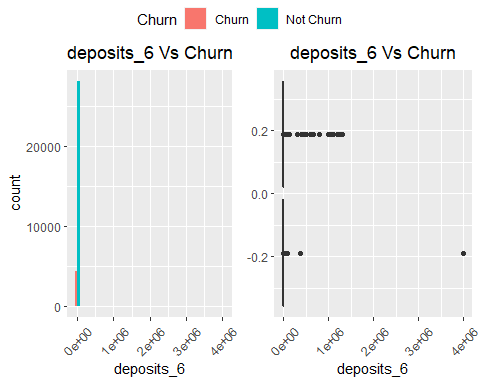 Churn Churn Not Churn
deposits_6 Vs Churn
count
20000
10000
0
0e+00 1e+06 2e+06 3e+06 4e+06
deposits_6
deposits_6 Vs Churn
0.2
0.0
-0.2
0e+00 1e+06 2e+06 3e+06 4e+06
deposits_6